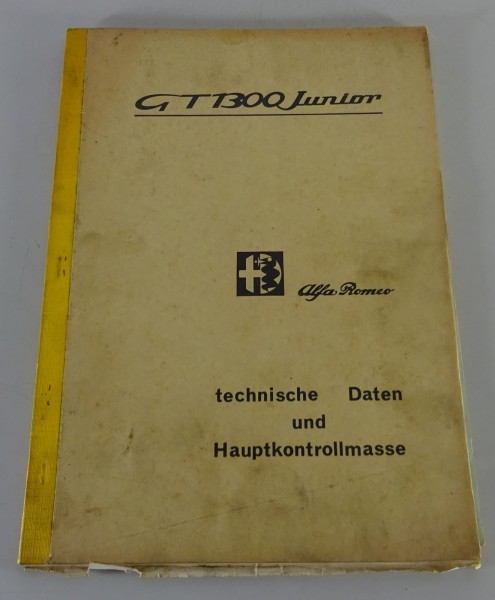 GT 1300 Junior
Alfa Romeo
technische Daten
und
Hauptkontrollmasse